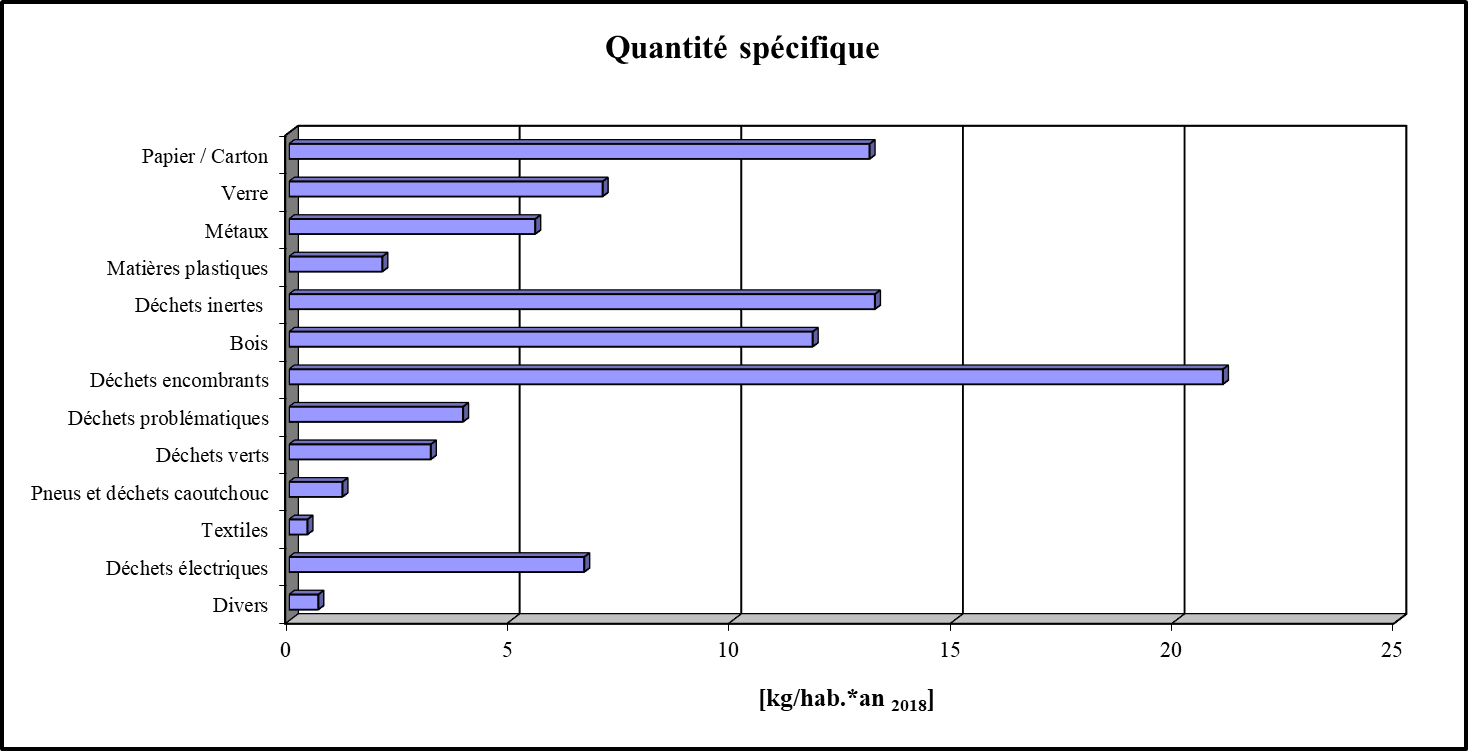 Quantité spécifique
Papier / Carton
Verre
Métaux
Matières plastiques
Déchets inertes
Bois
Déchets encombrants
Déchets problématiques
Déchets verts
Pneus et déchets caoutchouc
Textiles
Déchets électriques
Divers
0 5 10 15 20 25
[kg/hab.*an 2018]